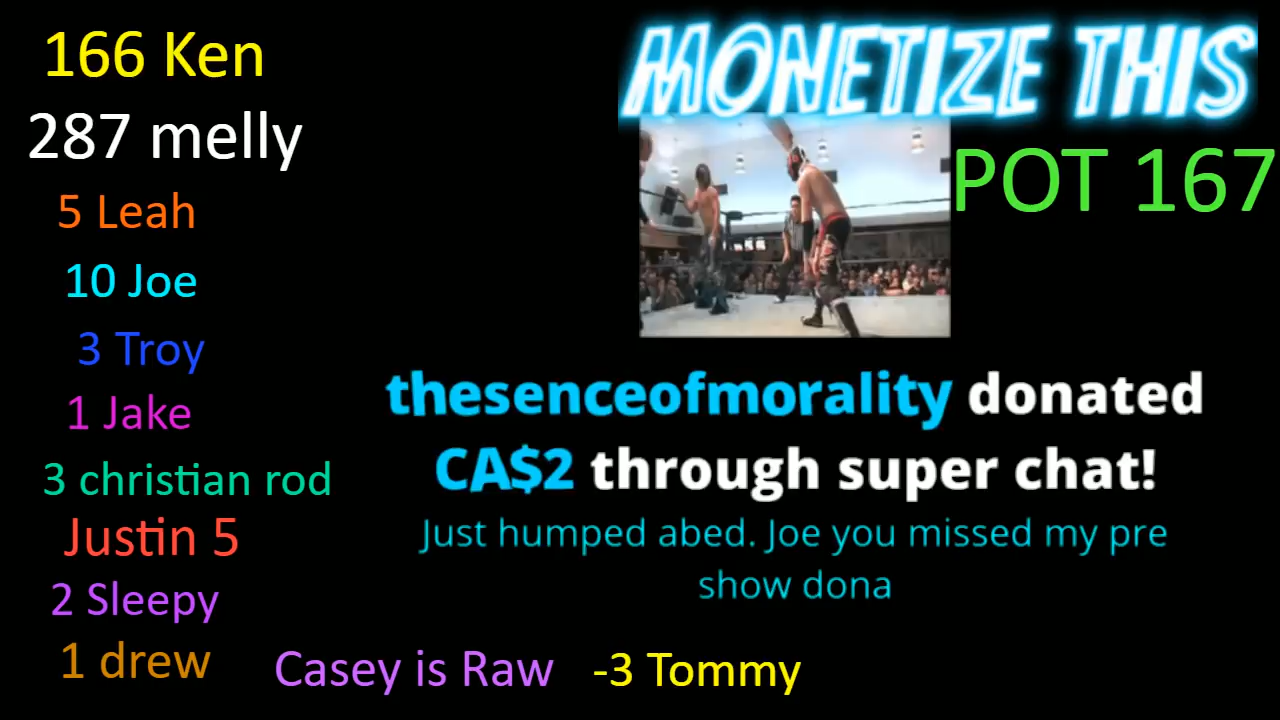 166 Ken
287 melly
5 Leah
10 Joe
3 Troy
1 Jake
3 christian rod
Justin 5
2 Sleepy
1 drew
Casey is Raw
-3 Tommy
MONETIZE THIS
POT 167
thesenceofmorality donated
CA$2 through super chat!
Just humped abed. Joe you missed my pre
show dona